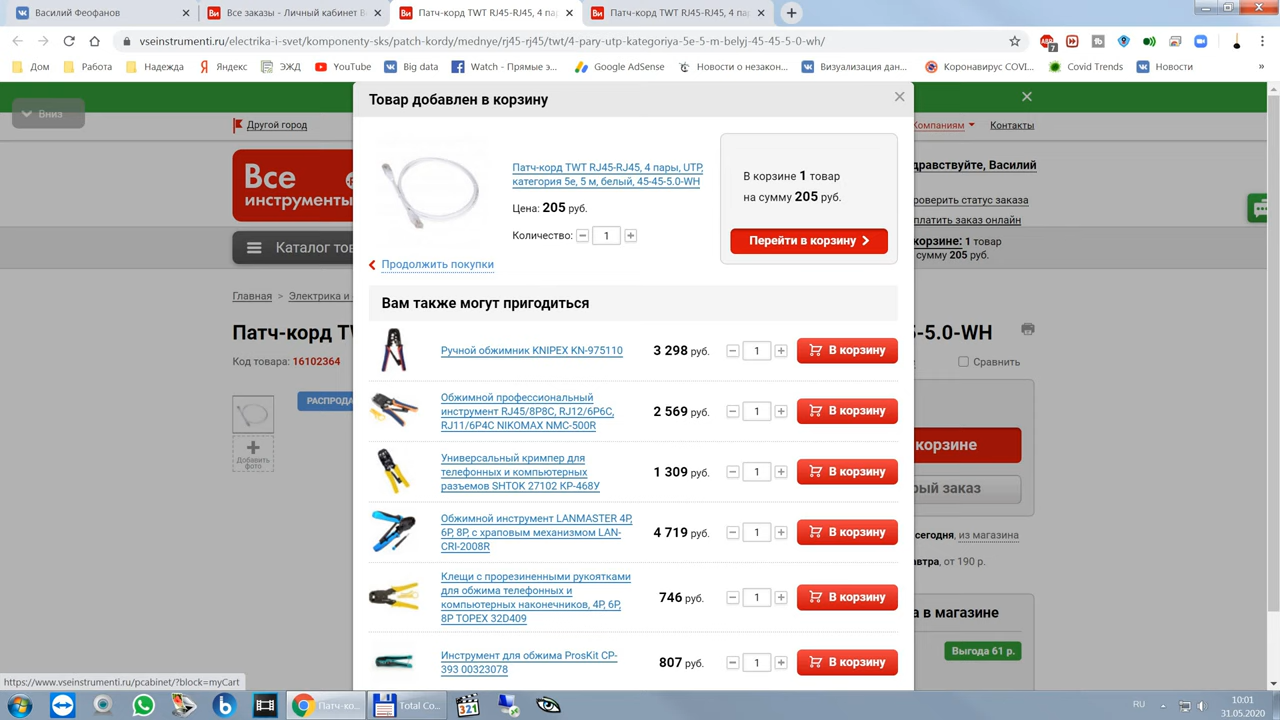 Василий Феофанов
Все заказы - Личный кабинет В
Патч-корд TWT RJ45-RJ45, 4 па
Патч-корд TWT RJ45-RJ45, 4 пар
vseinstrumenti.ru/electrika-i-svet/komponenty-sks/patch-kordy/mednye/rj45-rj45/twt/4-pary-utp-kategoriya-5e-5-m-belyj-45-45-5-0-wh/
Дом
Работа
Надежда
Яндекс
ЭЖД
YouTube
Big data
Watch - Прямые э...
Google AdSense
Новости о незакон...
Визуализация данн...
Коронавирус COVI...
Covid Trends
Новости
Вниз
Товар добавлен в корзину
Другой город
Компаниям
Контакты
Все
инструменты
Каталог тов
дравствуйте, Василий
роверить статус заказа
платить заказ онлайн
корзине: 1 товар
а сумму 205 руб.
Патч-корд TWT RJ45-RJ45, 4 пары, UTP,
категория 5e, 5 м, белый, 45-45-5.0-WH
Цена: 205 руб.
Количество: 1
В корзине 1 товар
на сумму 205 руб.
Перейти в корзину
Продолжить покупки
Главная > Электрика и
Патч-корд TW
5-5.0-WH
Код товара: 16102364
Сравнить
РАСПРОДА
Добавить
фото
корзине
рый заказ
сегодня, из магазина
автра, от 190 р.
а в магазине
Выгода 61 р.
Вам также могут пригодиться
Ручной обжимник KNIPEX KN-975110
3 298 руб.
1
В корзину
Обжимной профессиональный
инструмент RJ45/8P8C, RJ12/6P6C,
RJ11/6P4C NIKOMAX NMC-500R
2 569 руб.
1
В корзину
Универсальный кримпер для
телефонных и компьютерных
разъемов SHTOK 27102 КР-468У
1 309 руб.
1
В корзину
Обжимной инструмент LANMASTER 4P,
6P, 8P, с храповым механизмом LAN-
CRI-2008R
4 719 руб.
1
В корзину
Клещи с прорезиненными рукоятками
для обжима телефонных и
компьютерных наконечников, 4P, 6P,
8P TOPEX 32D409
746 руб.
1
В корзину
Инструмент для обжима ProsKit CP-
393 00323078
807 руб.
1
В корзину
https://www.vseinstrumenti.ru/pcabinet/?block=myCart
Патч-ко...
Total Co...
321
RU
10:01
31.05.2020